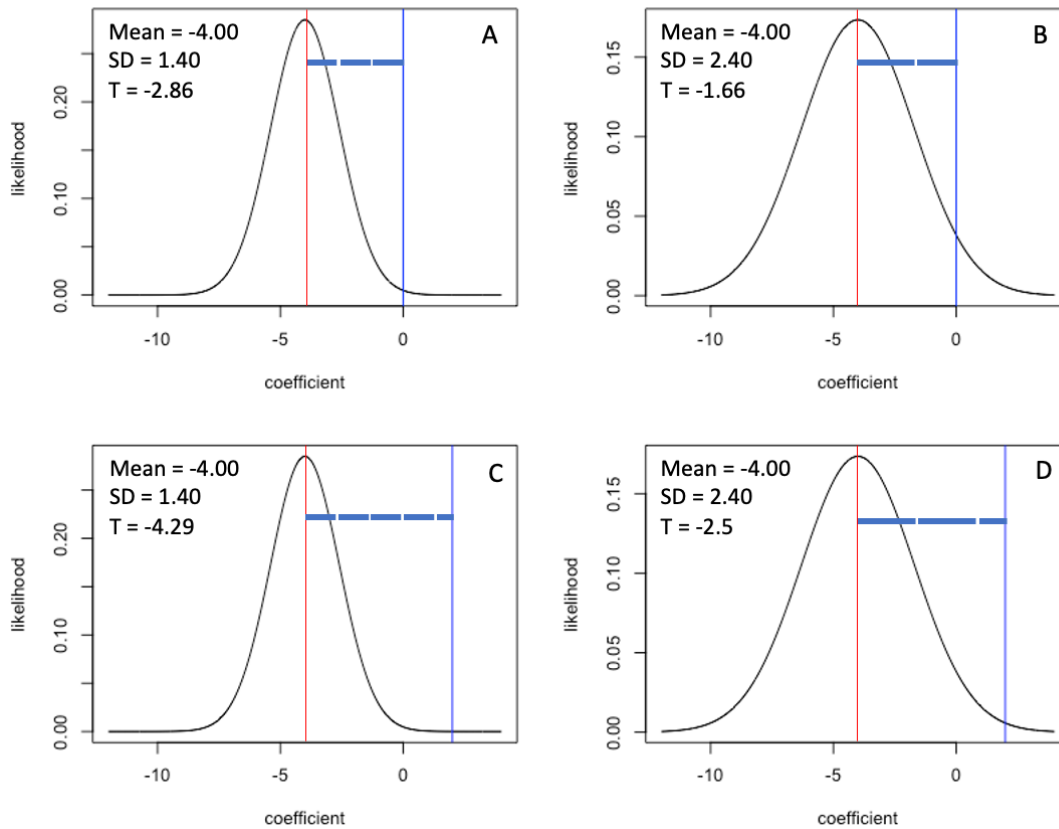 Mean = -4.00
SD = 1.40
T = -2.86
A
likelihood
0.00 0.10 0.20
-10 -5 0
coefficient
Mean = -4.00
SD = 2.40
T = -1.66
B
likelihood
0.00 0.05 0.10 0.15
-10 -5 0
coefficient
Mean = -4.00
SD = 1.40
T = -4.29
C
likelihood
0.00 0.10 0.20
-10 -5 0
coefficient
Mean = -4.00
SD = 2.40
T = -2.5
D
likelihood
0.00 0.05 0.10 0.15
-10 -5 0
coefficient